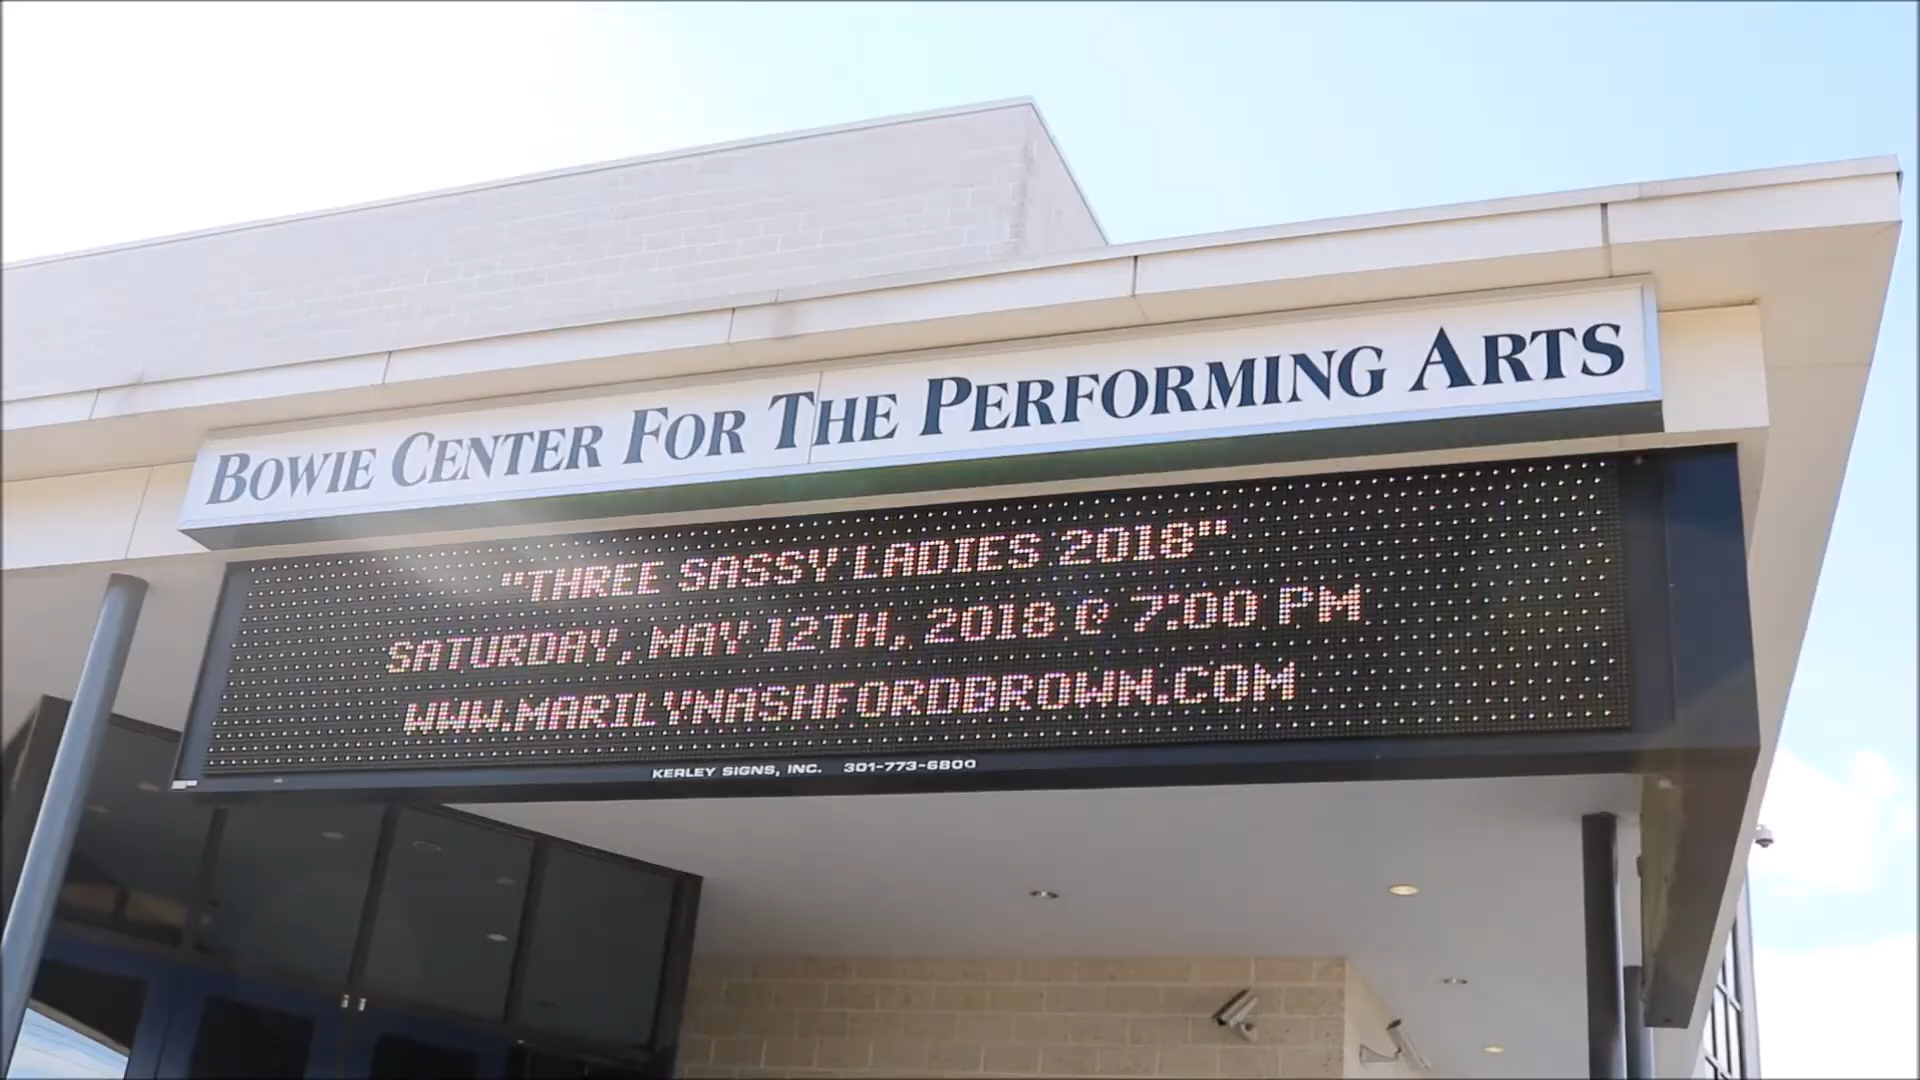 BOWIE CENTER FOR THE PERFORMING ARTS
"THREE SASSY LADIES 2018"
SATURDAY, MAY 12TH, 2018 @ 7:00 PM
WWW.MARILYNASHFORDBROWN.COM
KERLEY SIGNS, INC. 301-773-6800